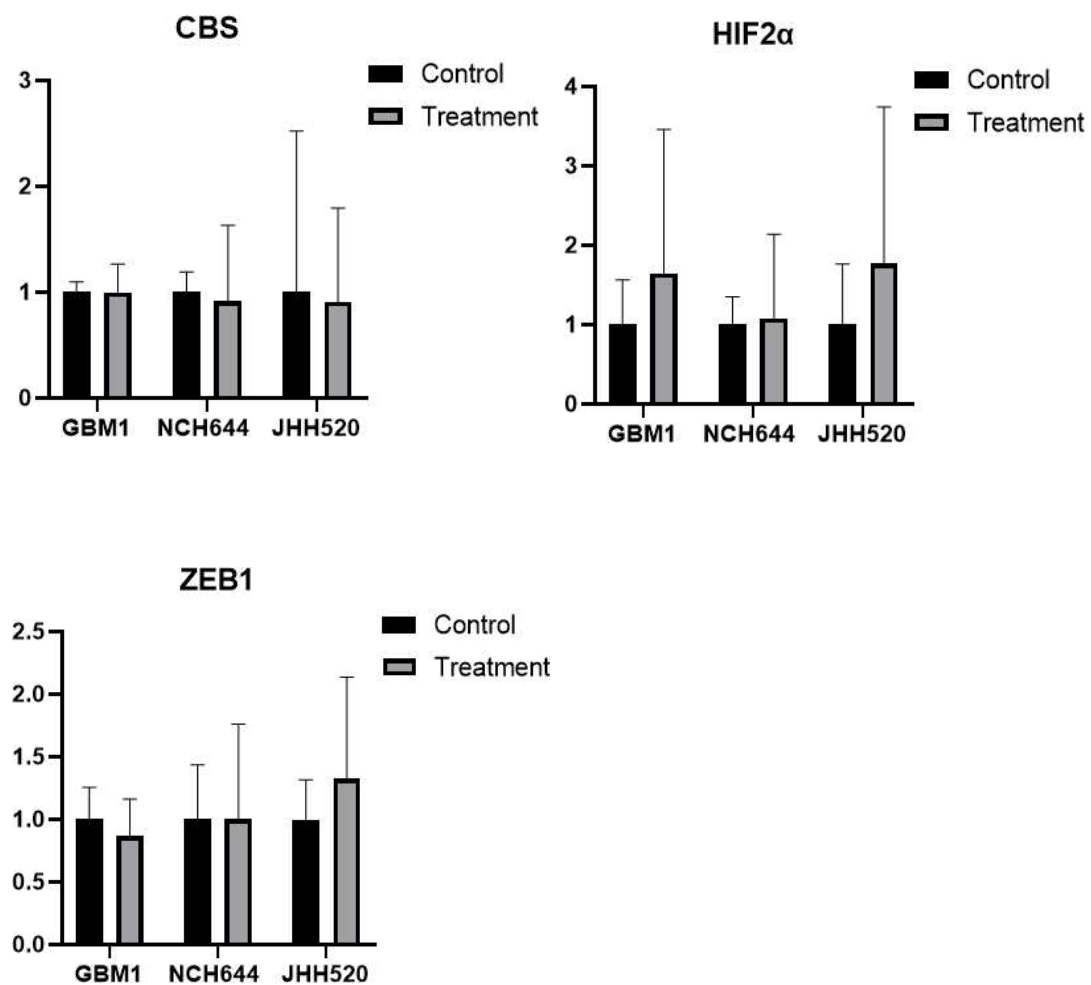 CBS
Control
Treatment
3
2
1
0
GBM1 NCH644 JHH520
HIF2α
Control
Treatment
4
3
2
1
0
GBM1 NCH644 JHH520
ZEB1
Control
Treatment
2.5
2.0
1.5
1.0
0.5
0.0
GBM1 NCH644 JHH520